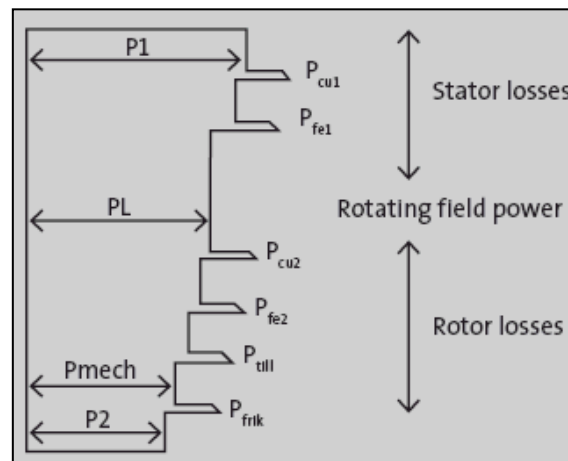 P1
Pcu1
Stator losses
Pfe1
PL
Rotating field power
Pcu2
Pfe2
Rotor losses
Ptill
Pmech
Pfrik
P2